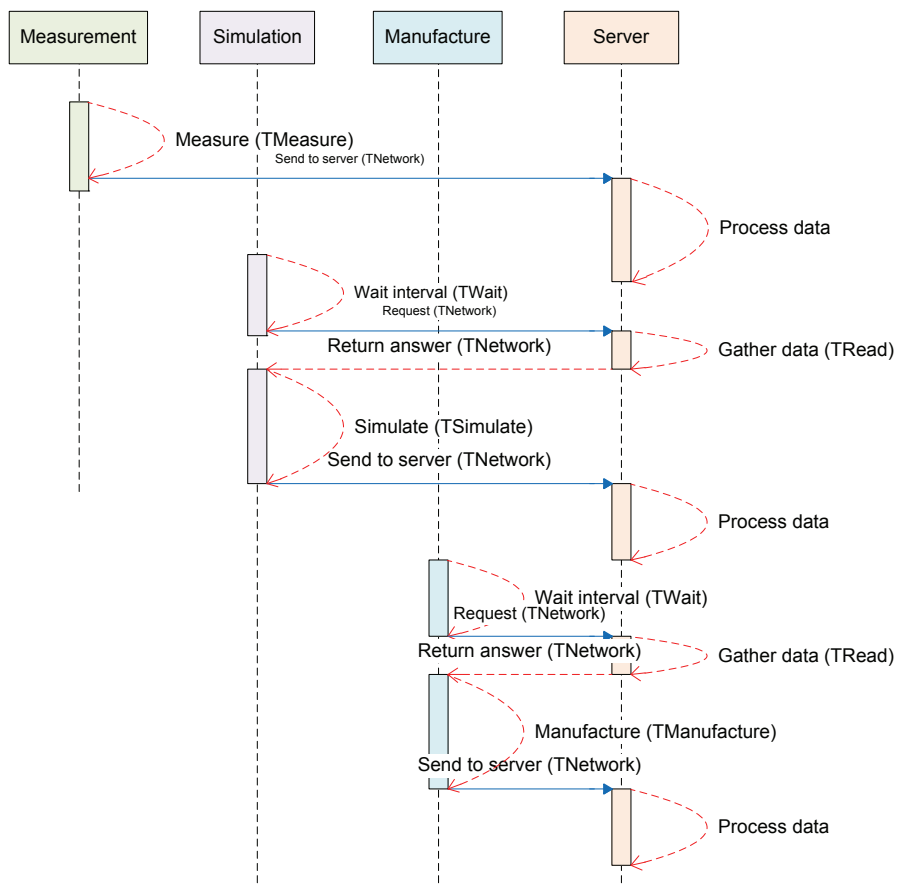 Measurement
Simulation
Manufacture
Server
Measure (TMeasure)
Send to server (TNetwork)
Process data
Wait interval (TWait)
Request (TNetwork)
Return answer (TNetwork)
Gather data (TRead)
Simulate (TSimulate)
Send to server (TNetwork)
Process data
Wait interval (TWait)
Request (TNetwork)
Return answer (TNetwork)
Gather data (TRead)
Manufacture (TManufacture)
Send to server (TNetwork)
Process data